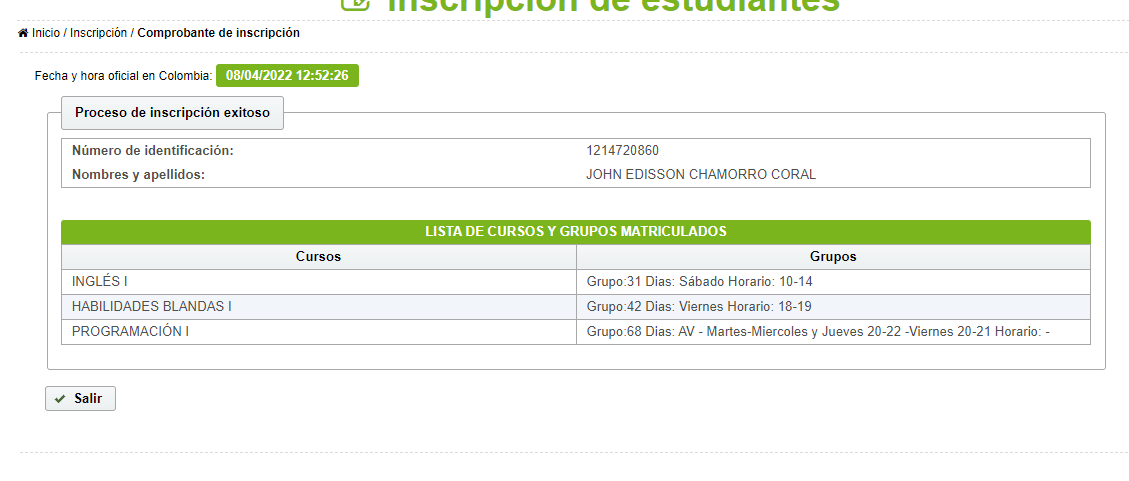 Inscripción de estudiantes
Inicio / Inscripción / Comprobante de inscripción
Fecha y hora oficial en Colombia: 08/04/2022 12:52:26
Proceso de inscripción exitoso
Número de identificación: 1214720860
Nombres y apellidos: JOHN EDISSON CHAMORRO CORAL
LISTA DE CURSOS Y GRUPOS MATRICULADOS
Cursos Grupos
INGLÉS I Grupo:31 Dias: Sábado Horario: 10-14
HABILIDADES BLANDAS I Grupo:42 Dias: Viernes Horario: 18-19
PROGRAMACIÓN I Grupo:68 Dias: AV - Martes-Miercoles y Jueves 20-22 -Viernes 20-21 Horario: -
Salir